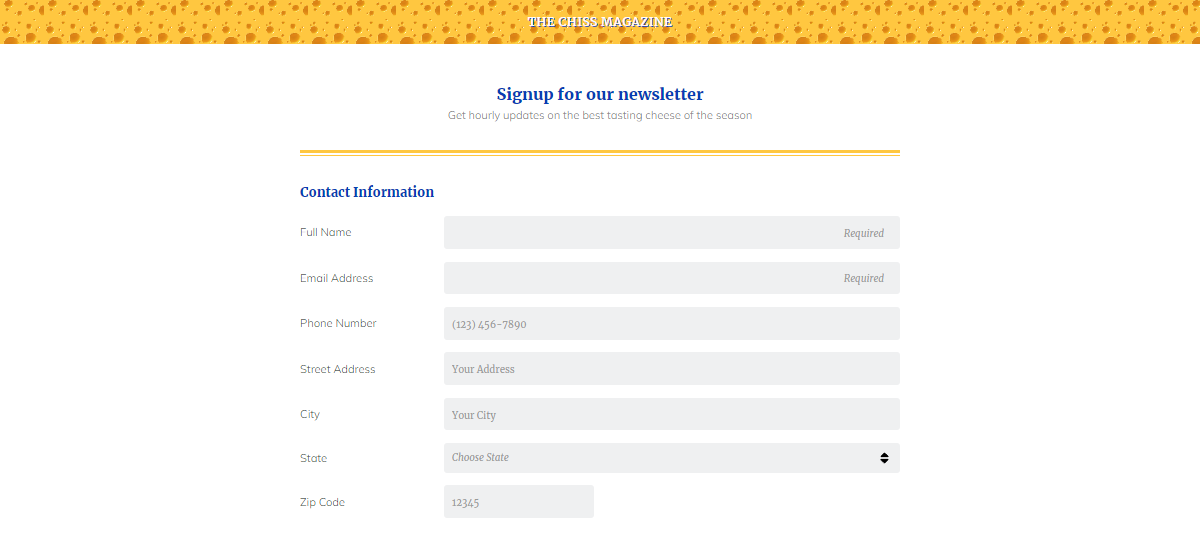 THE CHISS MAGAZINE
Signup for our newsletter
Get hourly updates on the best tasting cheese of the season
Contact Information
Full Name Required
Email Address Required
Phone Number (123) 456-7890
Street Address Your Address
City Your City
State Choose State
Zip Code 12345